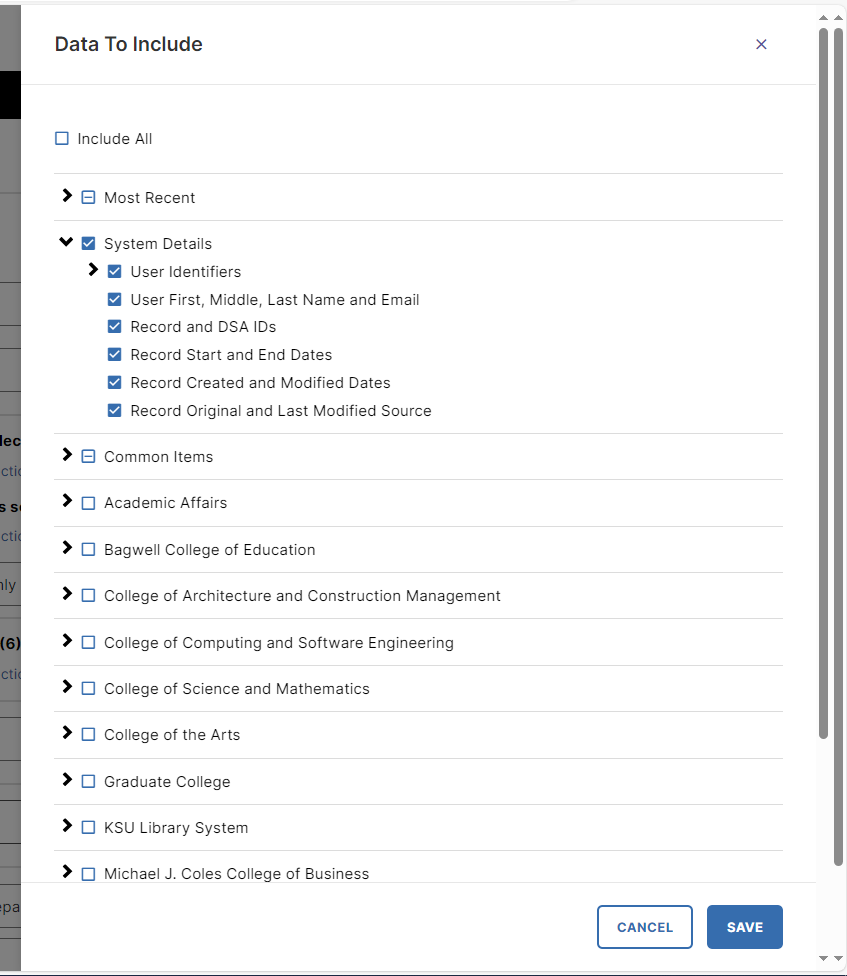 Data To Include
Include All
Most Recent
System Details
User Identifiers
User First, Middle, Last Name and Email
Record and DSA IDs
Record Start and End Dates
Record Created and Modified Dates
Record Original and Last Modified Source
Common Items
Academic Affairs
Bagwell College of Education
College of Architecture and Construction Management
College of Computing and Software Engineering
College of Science and Mathematics
College of the Arts
(6)
Graduate College
KSU Library System
Michael J. Coles College of Business
CANCEL
SAVE